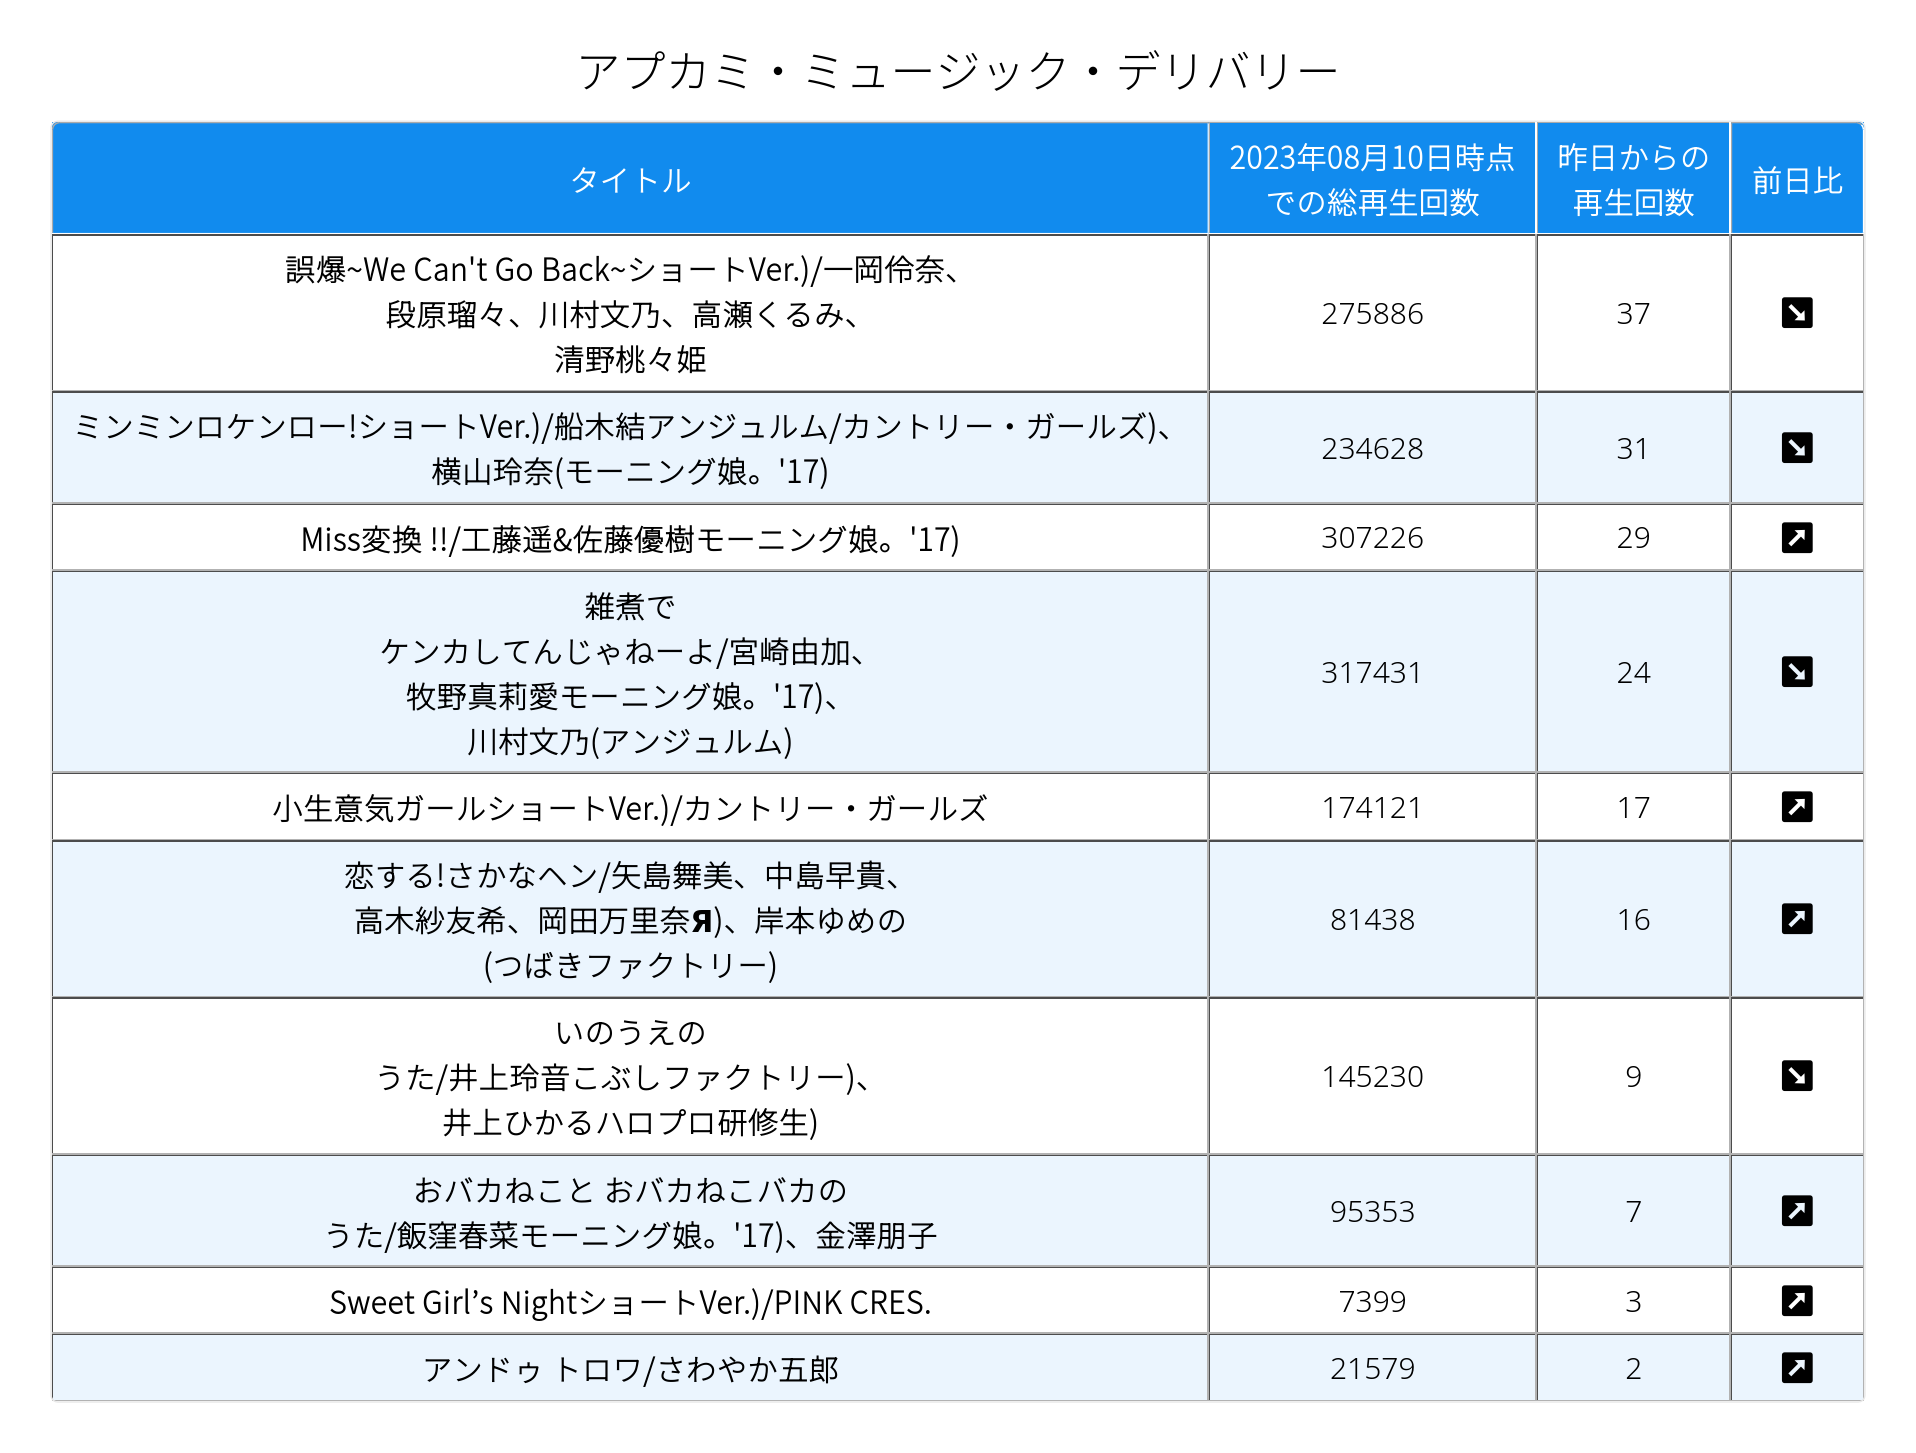 アプカミ・ミュージック・デリバリー
タイトル
2023年08月10日時点
での総再生回数
昨日からの
再生回数
前日比
誤爆~We Can't Go Back~ショートVer.)/一岡伶奈、
段原瑠々、川村文乃、高瀬くるみ、
清野桃々姫
275886
37
ミンミンロケンロー!ショートVer.)/船木結アンジュルム/カントリー・ガールズ)、
横山玲奈(モーニング娘。'17)
234628
31
Miss変換 !!/工藤遥&佐藤優樹モーニング娘。'17)
307226
29
雑煮で
ケンカしてんじゃねーよ/宮崎由加、
牧野真莉愛モーニング娘。'17)、
川村文乃(アンジュルム)
317431
24
小生意気ガールショートVer.)/カントリー・ガールズ
174121
17
恋する!さかなヘン/矢島舞美、中島早貴、
高木紗友希、岡田万里奈Я)、岸本ゆめの
(つばきファクトリー)
81438
16
いのうえの
うた/井上玲音こぶしファクトリー)、
井上ひかるハロプロ研修生)
145230
9
おバカねこと おバカねこバカの
うた/飯窪春菜モーニング娘。'17)、金澤朋子
95353
7
Sweet Girl’s NightショートVer.)/PINK CRES.
7399
3
アンドゥ トロワ/さわやか五郎
21579
2